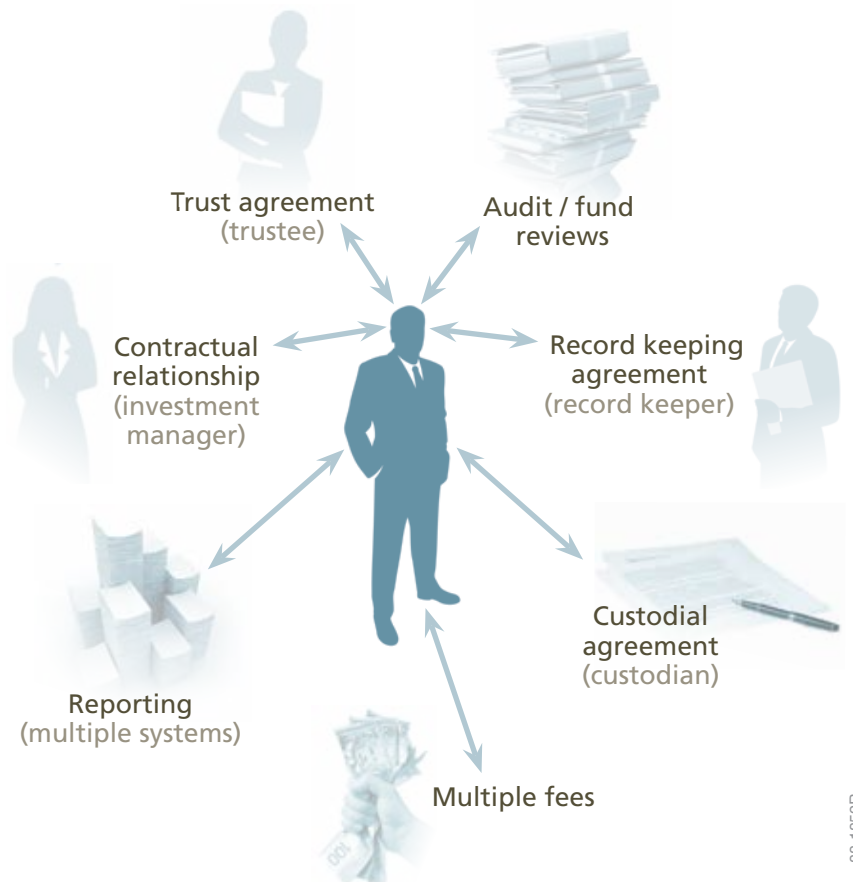 Trust agreement
(trustee)
Audit / fund
reviews
Contractual
relationship
(investment
manager)
Record keeping
agreement
(record keeper)
Custodial
agreement
(custodian)
Reporting
(multiple systems)
Multiple fees
100